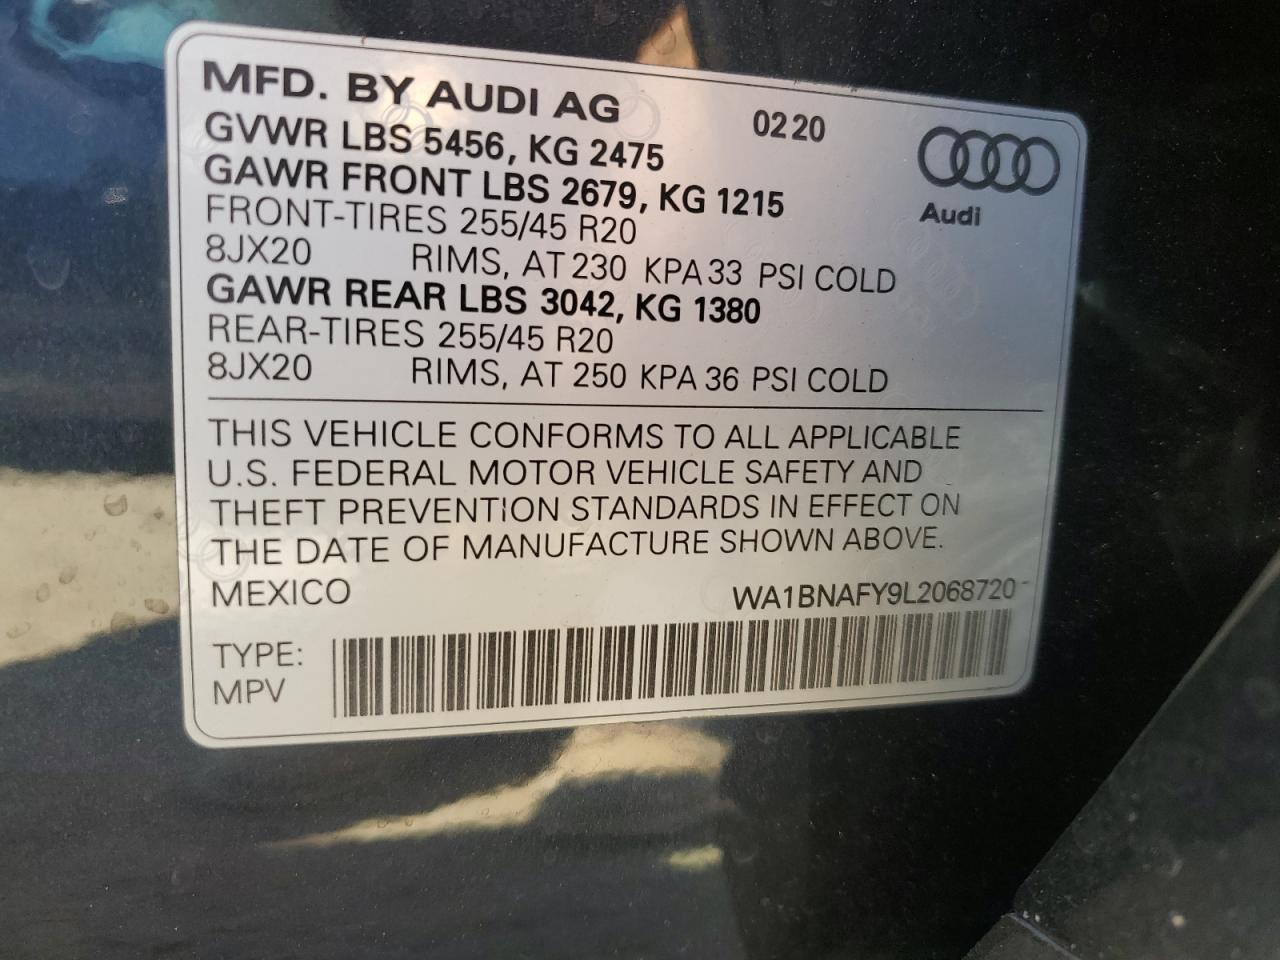 MFD. BY AUDI AG 0220
GVWR LBS 5456, KG 2475
GAWR FRONT LBS 2679, KG 1215
Audi
FRONT-TIRES 255/45 R20
8JX20 RIMS, AT 230 KPA 33 PSI COLD
GAWR REAR LBS 3042, KG 1380
REAR-TIRES 255/45 R20
8JX20 RIMS, AT 250 KPA 36 PSI COLD
THIS VEHICLE CONFORMS TO ALL APPLICABLE
U.S. FEDERAL MOTOR VEHICLE SAFETY AND
THEFT PREVENTION STANDARDS IN EFFECT ON
THE DATE OF MANUFACTURE SHOWN ABOVE.
MEXICO WA1BNAFY9L2068720
TYPE:
MPV